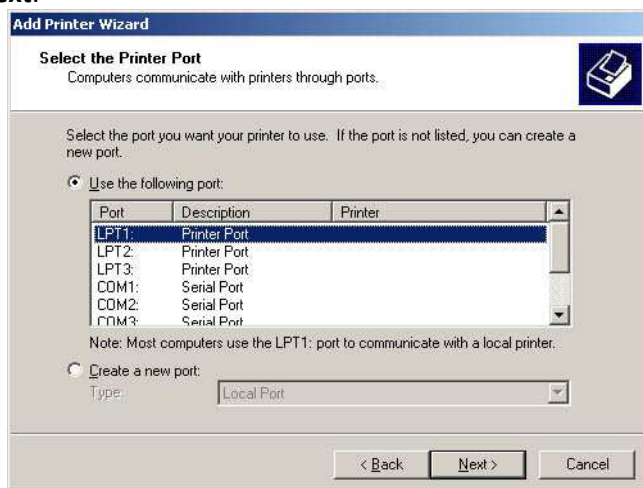 Add Printer Wizard
Select the Printer Port
Computers communicate with printers through ports.
Select the port you want your printer to use. If the port is not listed, you can create a
new port.
Use the following port:
Port Description Printer
LPT1: Printer Port
LPT2: Printer Port
LPT3: Printer Port
COM1: Serial Port
COM2: Serial Port
COM3: Serial Port
Note: Most computers use the LPT1: port to communicate with a local printer.
Create a new port:
Type: Local Port
< Back Next > Cancel